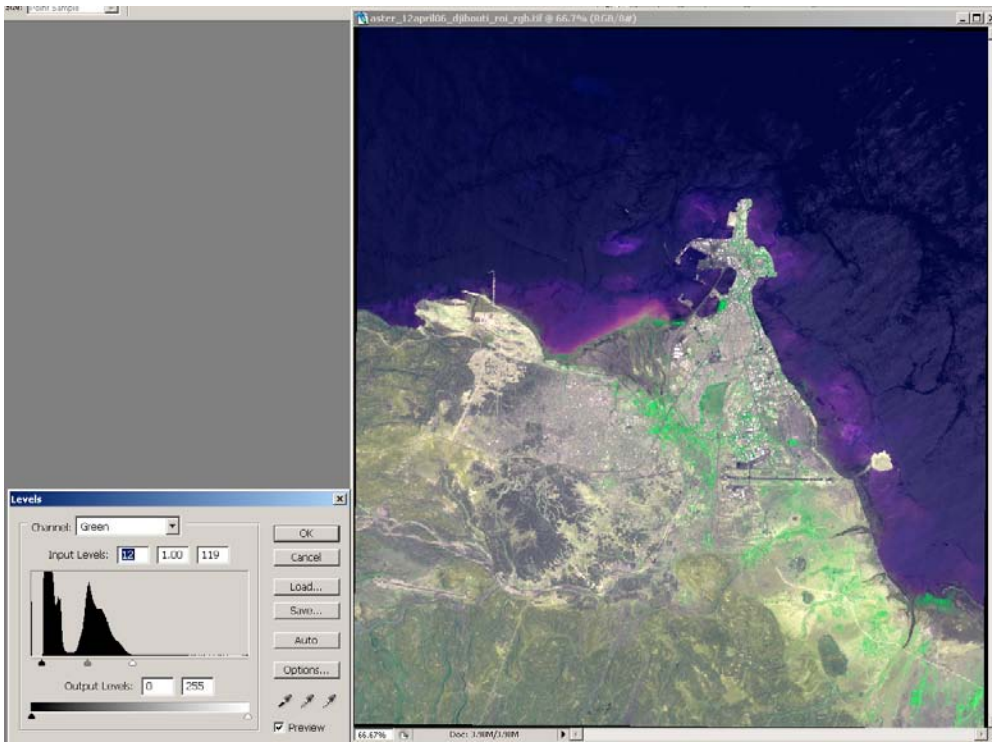 Point Sample
aster_12april06_djibouti_roi_rgb.tif @ 66.7% (RGB/8#)
Levels
Channel: Green
Input Levels: 12 1.00 119
OK
Cancel
Load...
Save...
Auto
Options...
Output Levels: 0 255
Preview
66.67% Doc: 3.98M/3.98M